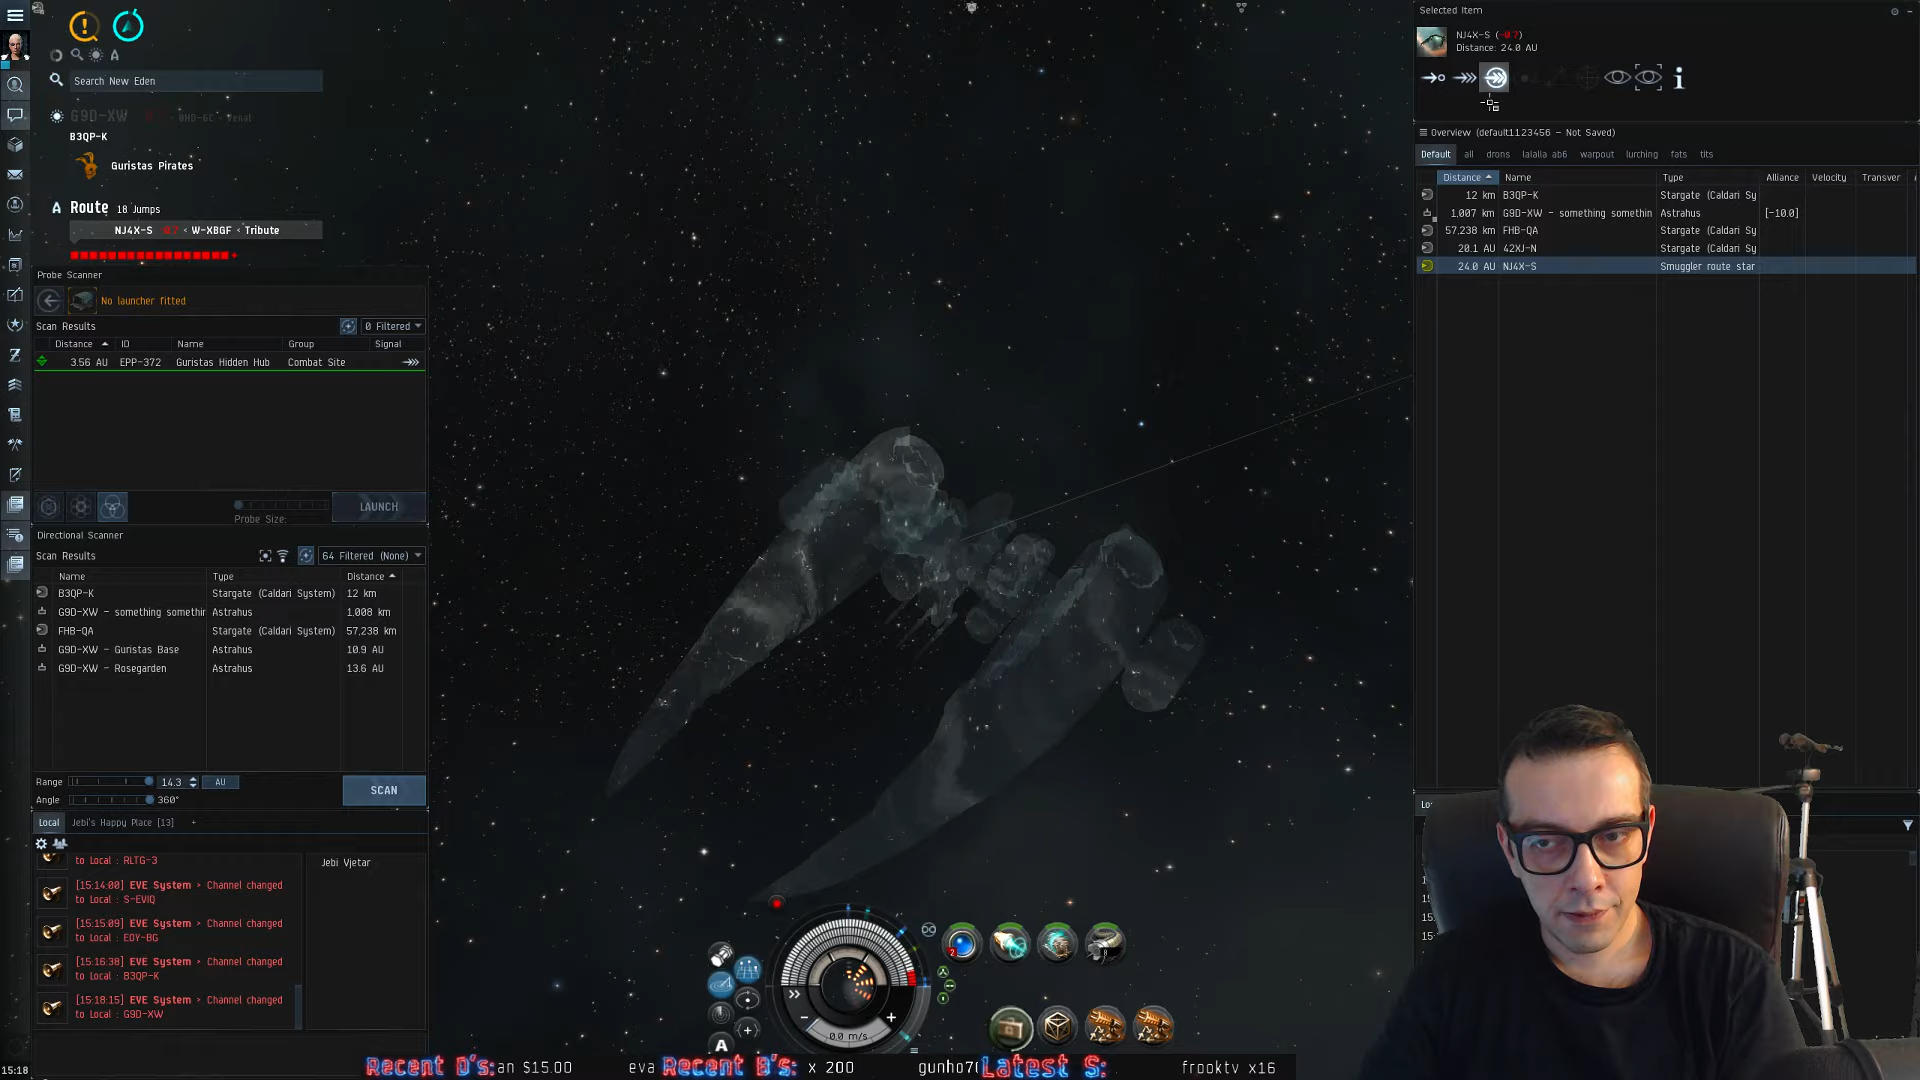 Search New Eden
G9D-XW
B3QP-K
Guristas Pirates
A Route 18 Jumps
NJ4X-S -0.7 < W-XBGF < Tribute
Probe Scanner
No launcher fitted
Scan Results
0 Filtered
Distance ID Name Group Signal
3.56 AU EPP-372 Guristas Hidden Hub Combat Site
Probe Size:
LAUNCH
Directional Scanner
Scan Results
64 Filtered (None)
Name Type Distance
B3QP-K Stargate (Caldari System) 12 km
G9D-XW - something somethin Astrahus 1,008 km
FHB-QA Stargate (Caldari System) 57,238 km
G9D-XW - Guristas Base Astrahus 10.9 AU
G9D-XW - Rosegarden Astrahus 13.6 AU
Range 14.3 AU
Angle 360°
SCAN
Local Jebi's Happy Place [13] +
to Local : RLTG-3
[15:14:00] EVE System > Channel changed
to Local : S-EVIQ
[15:15:09] EVE System > Channel changed
to Local : EOY-BG
[15:16:38] EVE System > Channel changed
to Local : B3QP-K
[15:18:15] EVE System > Channel changed
to Local : G9D-XW
Jebi Vjetar
15:18
Selected Item
NJ4X-S (-0.7)
Distance: 24.0 AU
Overview (default1123456 - Not Saved)
Default all drons lalalla ab6 warpout lurching fats tits
Distance Name Type Alliance Velocity Transver
12 km B3QP-K Stargate (Caldari Sy
1,007 km G9D-XW - something somethin Astrahus [-10.0]
57,238 km FHB-QA Stargate (Caldari Sy
20.1 AU 42XJ-N Stargate (Caldari Sy
24.0 AU NJ4X-S Smuggler route star
2
8
0.0 m/s
A
Recent D's: an $15.00 eva Recent B's: x 200 gunho7 Latest S: frooktv x16